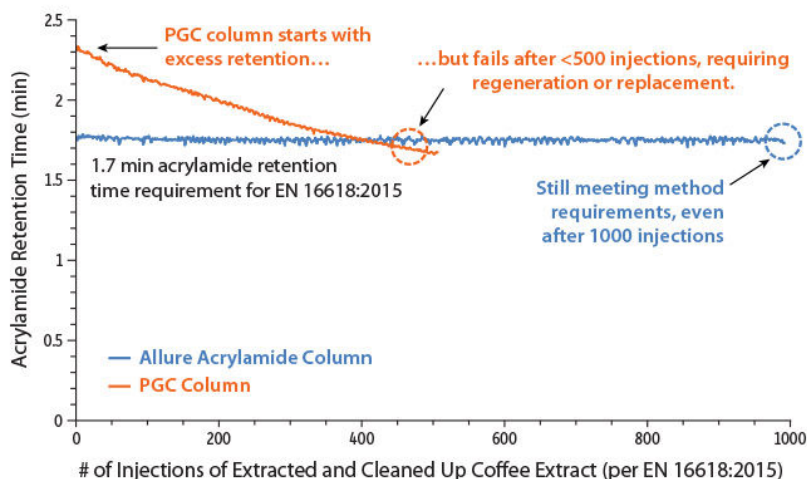 2.5
PGC column starts with
excess retention…
…but fails after <500 injections, requiring
regeneration or replacement.
2
1.7 min acrylamide retention
time requirement for EN 16618:2015
1.5
Still meeting method
requirements, even
after 1000 injections
1
0.5
Allure Acrylamide Column
PGC Column
0
Acrylamide Retention Time (min)
0 200 400 600 800 1000
# of Injections of Extracted and Cleaned Up Coffee Extract (per EN 16618:2015)